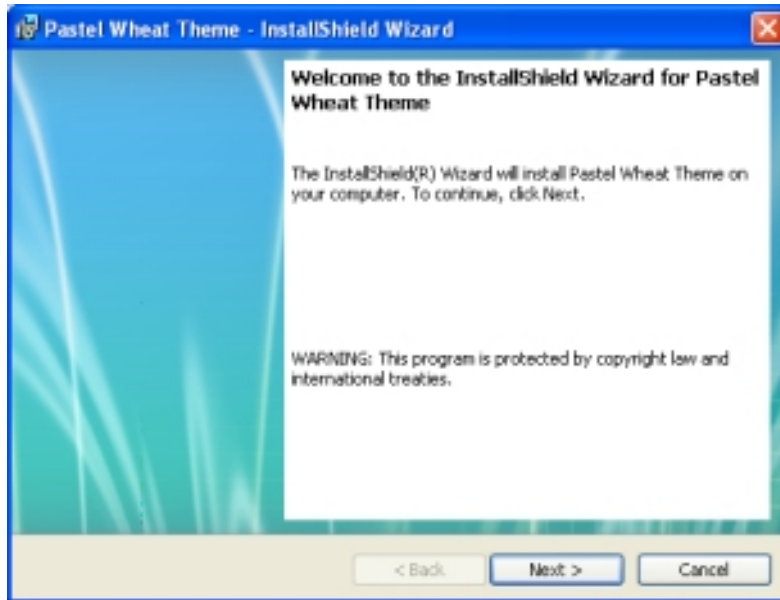 Pastel Wheat Theme - InstallShield Wizard
Welcome to the InstallShield Wizard for Pastel
Wheat Theme
The InstallShield(R) Wizard will install Pastel Wheat Theme on
your computer. To continue, click Next.
WARNING: This program is protected by copyright law and
international treaties.
< Back
Next >
Cancel